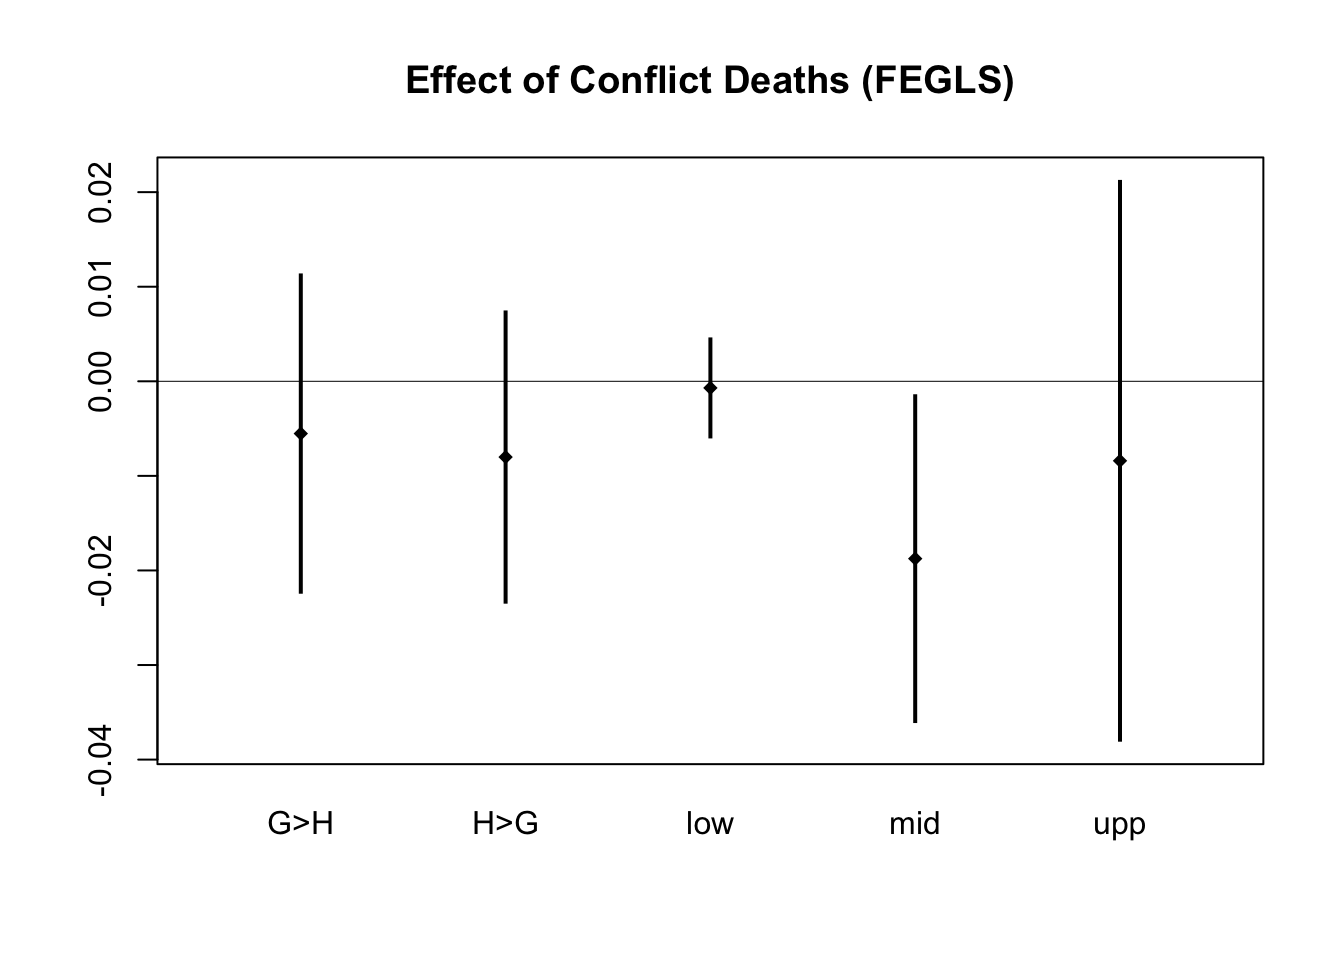 Effect of Conflict Deaths (FEGLS)
0.02
0.01
0.00
-0.02
-0.04
G>H H>G low mid upp